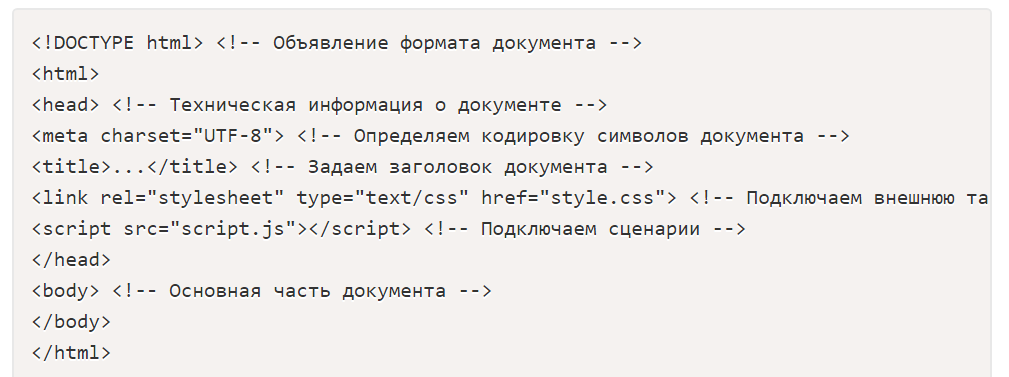 <!DOCTYPE html> <!-- Объявление формата документа -->
<html>
<head> <!-- Техническая информация о документе -->
<meta charset="UTF-8"> <!-- Определяем кодировку символов документа -->
<title>...</title> <!-- Задаем заголовок документа -->
<link rel="stylesheet" type="text/css" href="style.css"> <!-- Подключаем внешнюю та
<script src="script.js"></script> <!-- Подключаем сценарии -->
</head>
<body> <!-- Основная часть документа -->
</body>
</html>